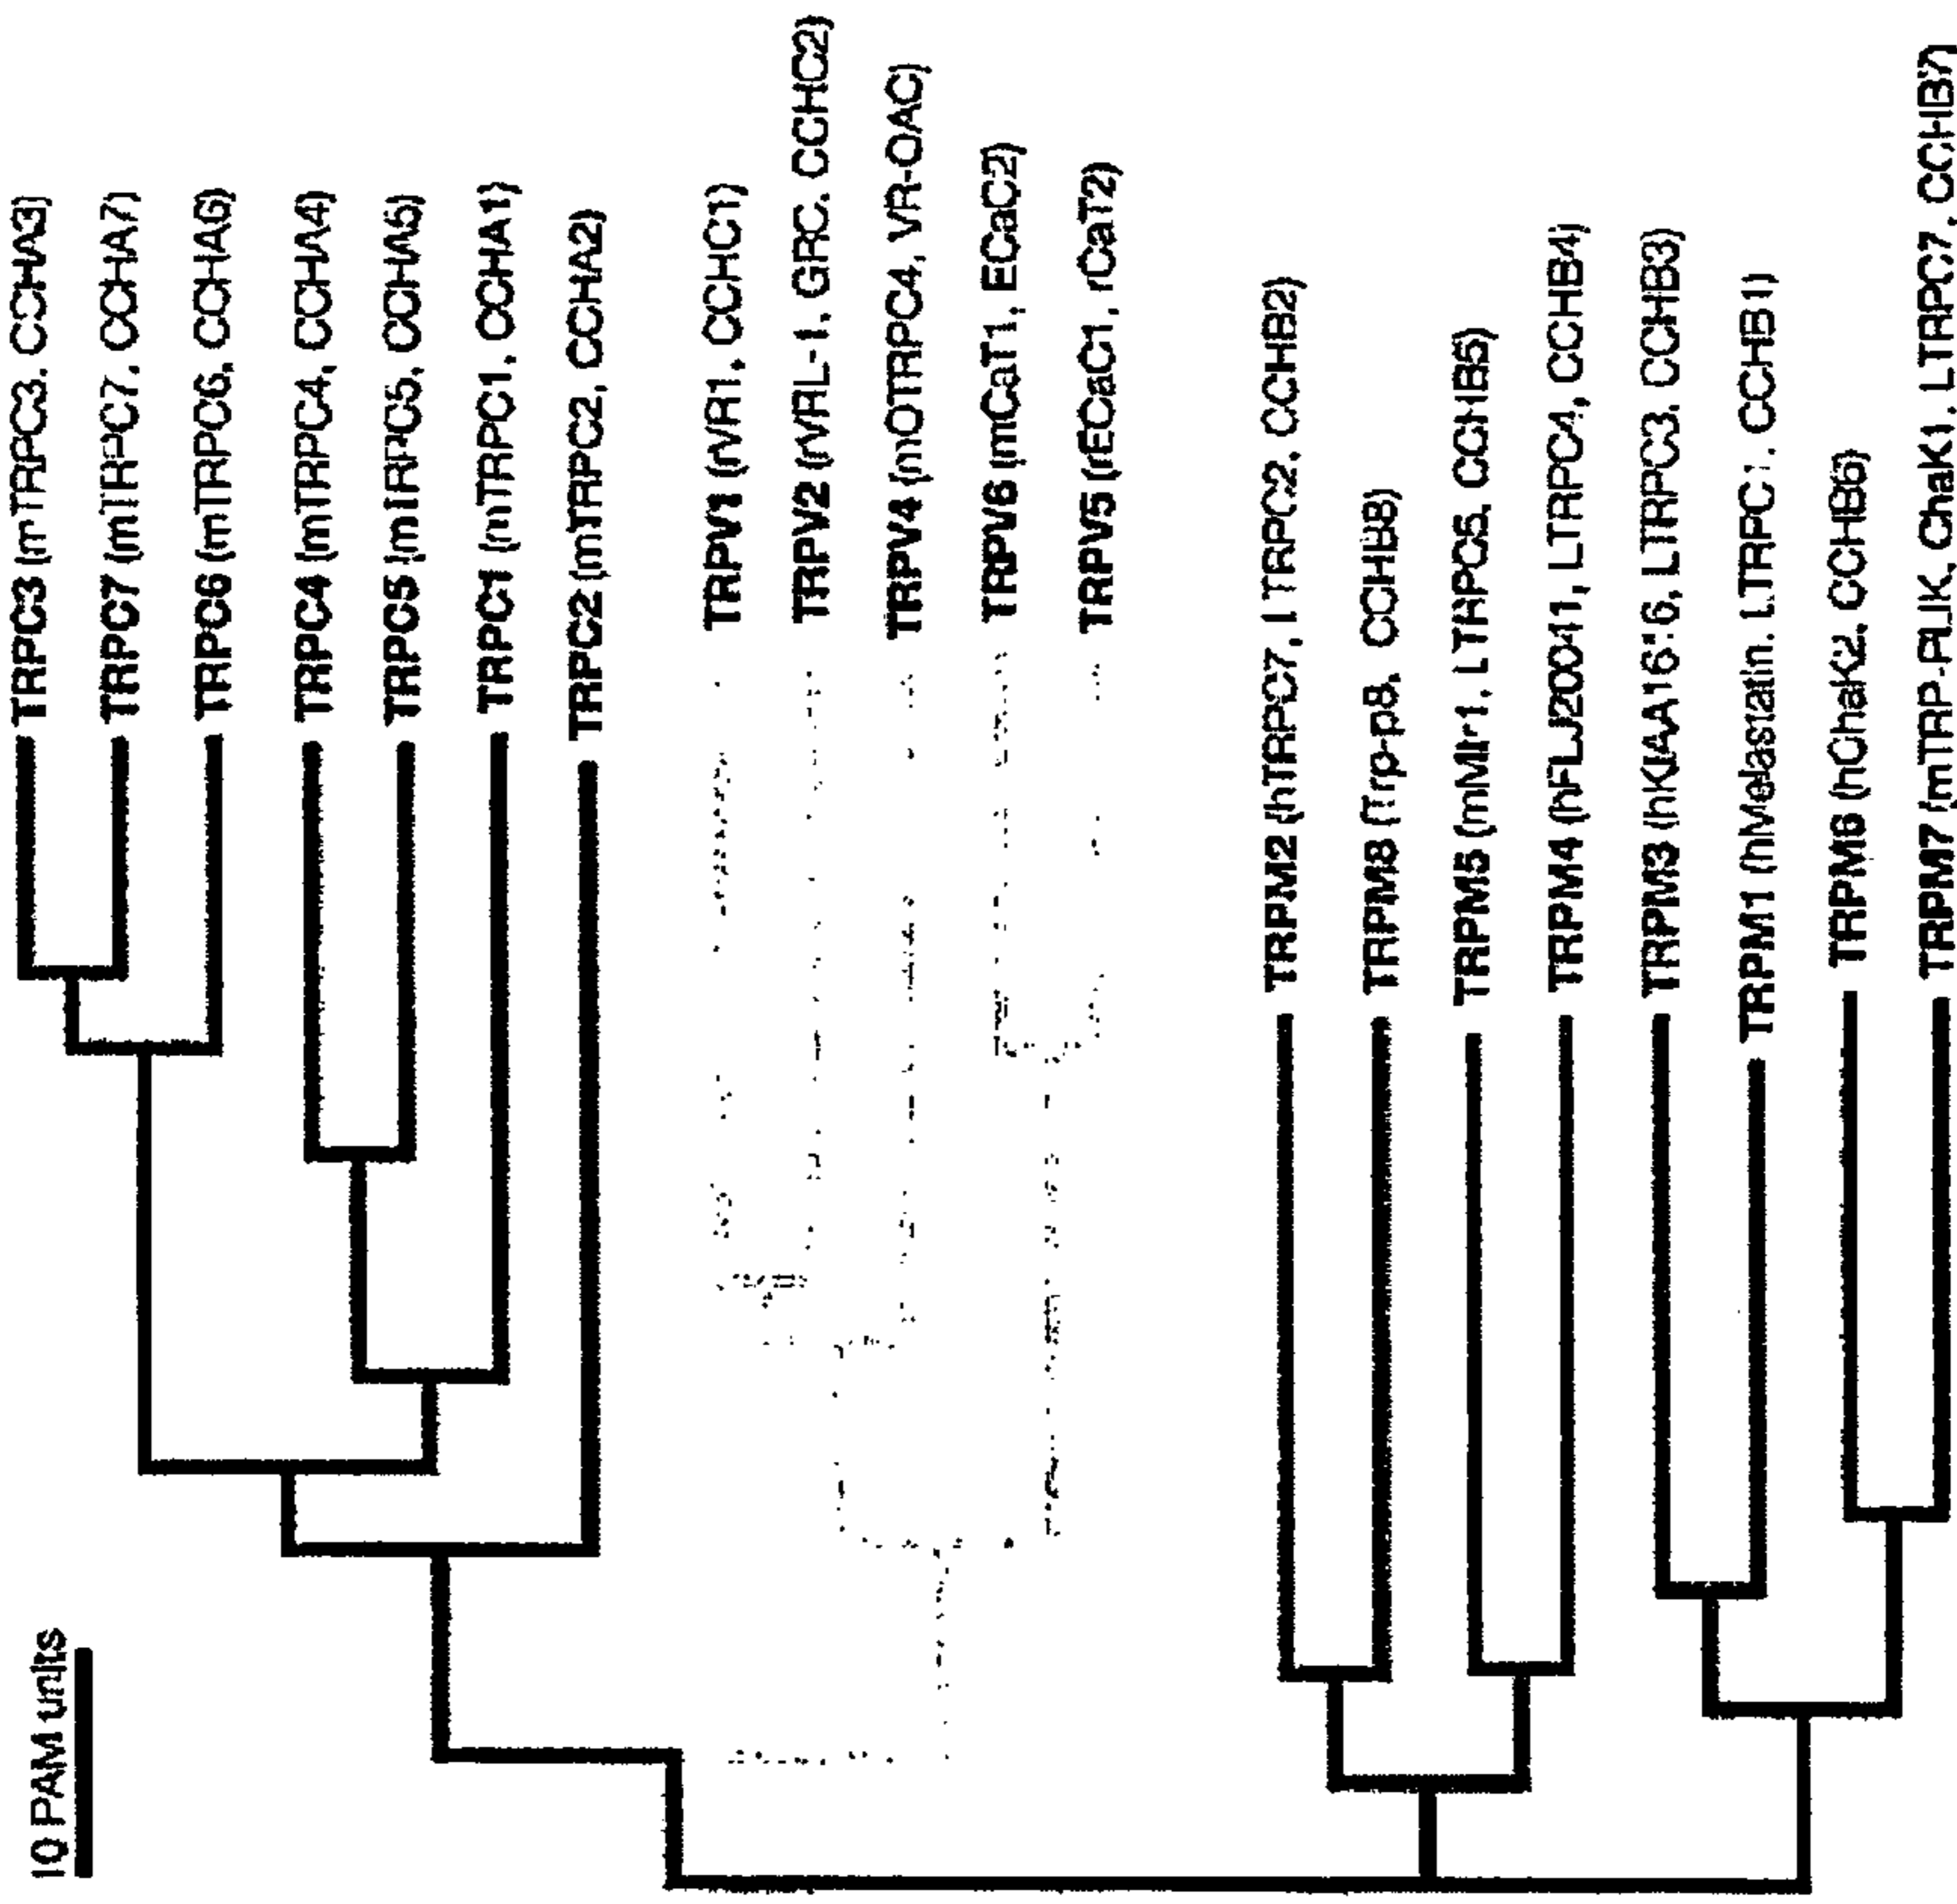 10 PAM units
TRPC3 (mTRPC3, CCHA3)
TRPC7 (mTRPC7, CCHA7)
TRPC6 (mTRPC6, CCHA6)
TRPC4 (mTRPC4, CCHA4)
TRPC5 (mTRPC5, CCHA5)
TRPC1 (mTRPC1, CCHA1)
TRPC2 (mTRPC2, CCHA2)
TRPV1 (rVR1, CCHC1)
TRPV2 (rVRL-1, GRC, CCHC2)
TRPV4 (mOTRPC4, VR-OAC)
TRPV6 (mCaT1, ECaC2)
TRPV5 (rECaC1, rCaT2)
TRPM2 (hTRPC7, LTRPC2, CCHB2)
TRPM8 (Trp-p8, CCHB8)
TRPM5 (mMtr1, LTRPC5, CCHB5)
TRPM4 (hFLJ20041, LTRPC4, CCHB4)
TRPM3 (hKIAA1616, LTRPC3, CCHB3)
TRPM1 (hMelastatin, LTRPC1, CCHB1)
TRPM6 (hChaK2, CCHB6)
TRPM7 (mTRP-PLIK, ChaK1, LTRPC7, CCHB7)